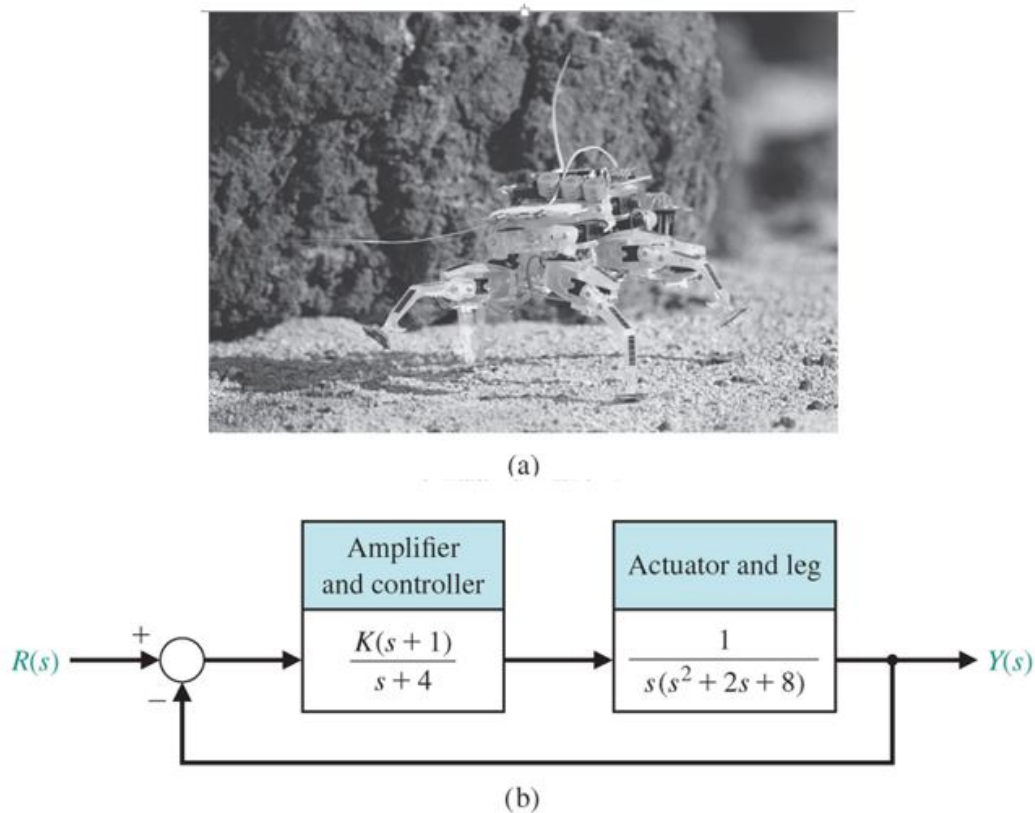 (a)
Amplifier
and controller
Actuator and leg
+
R(s)
K(s + 1)
s + 4
1
s(s² + 2s + 8)
Y(s)
−
(b)